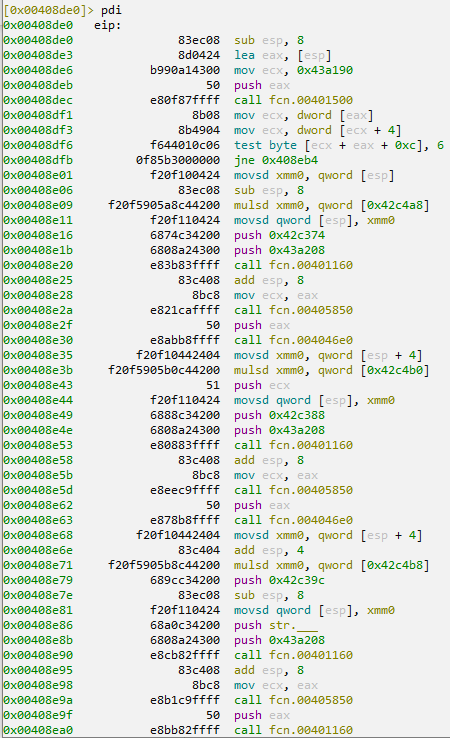 [0x00408de0]> pdi
0x00408de0 eip:
0x00408de0 83ec08 sub esp, 8
0x00408de3 8d0424 lea eax, [esp]
0x00408de6 b990a14300 mov ecx, 0x43a190
0x00408deb 50 push eax
0x00408dec e80f87ffff call fcn.00401500
0x00408df1 8b08 mov ecx, dword [eax]
0x00408df3 8b4904 mov ecx, dword [ecx + 4]
0x00408df6 f644010c06 test byte [ecx + eax + 0xc], 6
0x00408dfb 0f85b3000000 jne 0x408eb4
0x00408e01 f20f100424 movsd xmm0, qword [esp]
0x00408e06 83ec08 sub esp, 8
0x00408e09 f20f5905a8c44200 mulsd xmm0, qword [0x42c4a8]
0x00408e11 f20f110424 movsd qword [esp], xmm0
0x00408e16 6874c34200 push 0x42c374
0x00408e1b 6808a24300 push 0x43a208
0x00408e20 e83b83ffff call fcn.00401160
0x00408e25 83c408 add esp, 8
0x00408e28 8bc8 mov ecx, eax
0x00408e2a e821caffff call fcn.00405850
0x00408e2f 50 push eax
0x00408e30 e8abb8ffff call fcn.004046e0
0x00408e35 f20f10442404 movsd xmm0, qword [esp + 4]
0x00408e3b f20f5905b0c44200 mulsd xmm0, qword [0x42c4b0]
0x00408e43 51 push ecx
0x00408e44 f20f110424 movsd qword [esp], xmm0
0x00408e49 6888c34200 push 0x42c388
0x00408e4e 6808a24300 push 0x43a208
0x00408e53 e80883ffff call fcn.00401160
0x00408e58 83c408 add esp, 8
0x00408e5b 8bc8 mov ecx, eax
0x00408e5d e8eec9ffff call fcn.00405850
0x00408e62 50 push eax
0x00408e63 e878b8ffff call fcn.004046e0
0x00408e68 f20f10442404 movsd xmm0, qword [esp + 4]
0x00408e6e 83c404 add esp, 4
0x00408e71 f20f5905b8c44200 mulsd xmm0, qword [0x42c4b8]
0x00408e79 689cc34200 push 0x42c39c
0x00408e7e 83ec08 sub esp, 8
0x00408e81 f20f110424 movsd qword [esp], xmm0
0x00408e86 68a0c34200 push str.___
0x00408e8b 6808a24300 push 0x43a208
0x00408e90 e8cb82ffff call fcn.00401160
0x00408e95 83c408 add esp, 8
0x00408e98 8bc8 mov ecx, eax
0x00408e9a e8b1c9ffff call fcn.00405850
0x00408e9f 50 push eax
0x00408ea0 e8bb82ffff call fcn.00401160